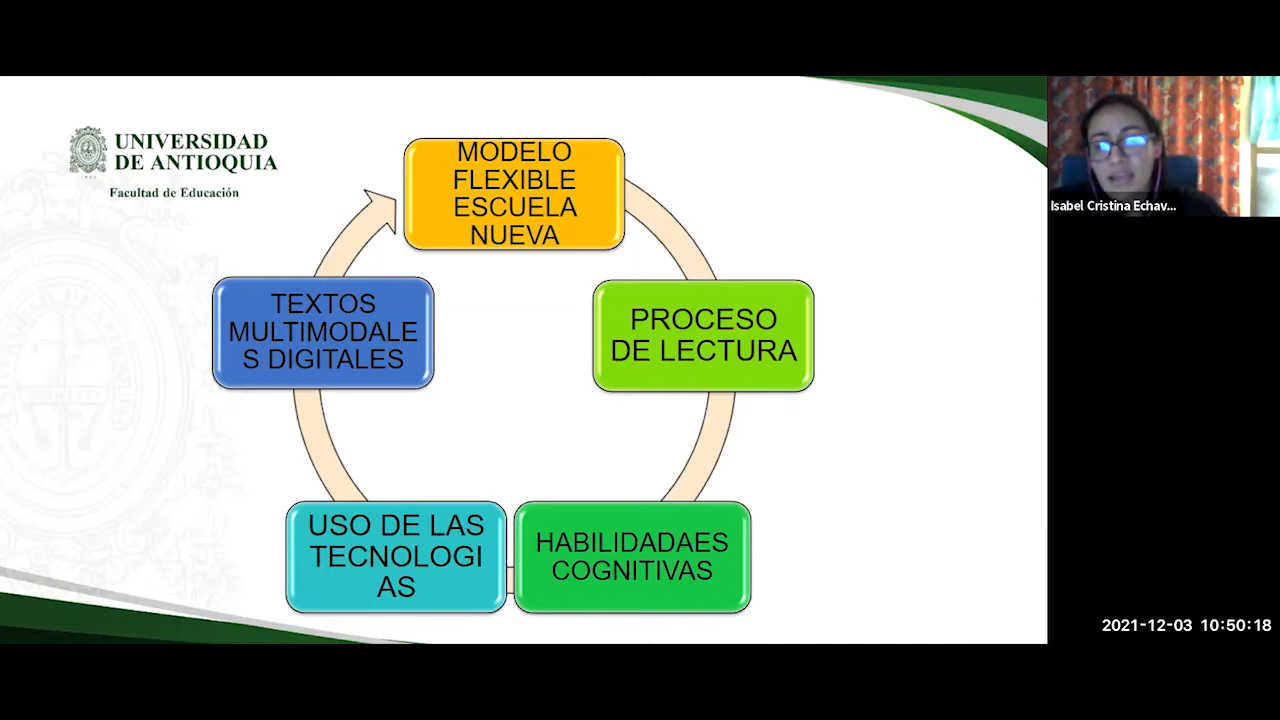 UNIVERSIDAD
DE ANTIOQUIA
Facultad de Educación
MODELO
FLEXIBLE
ESCUELA
NUEVA
PROCESO
DE LECTURA
HABILIDADAES
COGNITIVAS
USO DE LAS
TECNOLOGI
AS
TEXTOS
MULTIMODALE
S DIGITALES
Isabel Cristina Echav...
2021-12-03 10:50:18